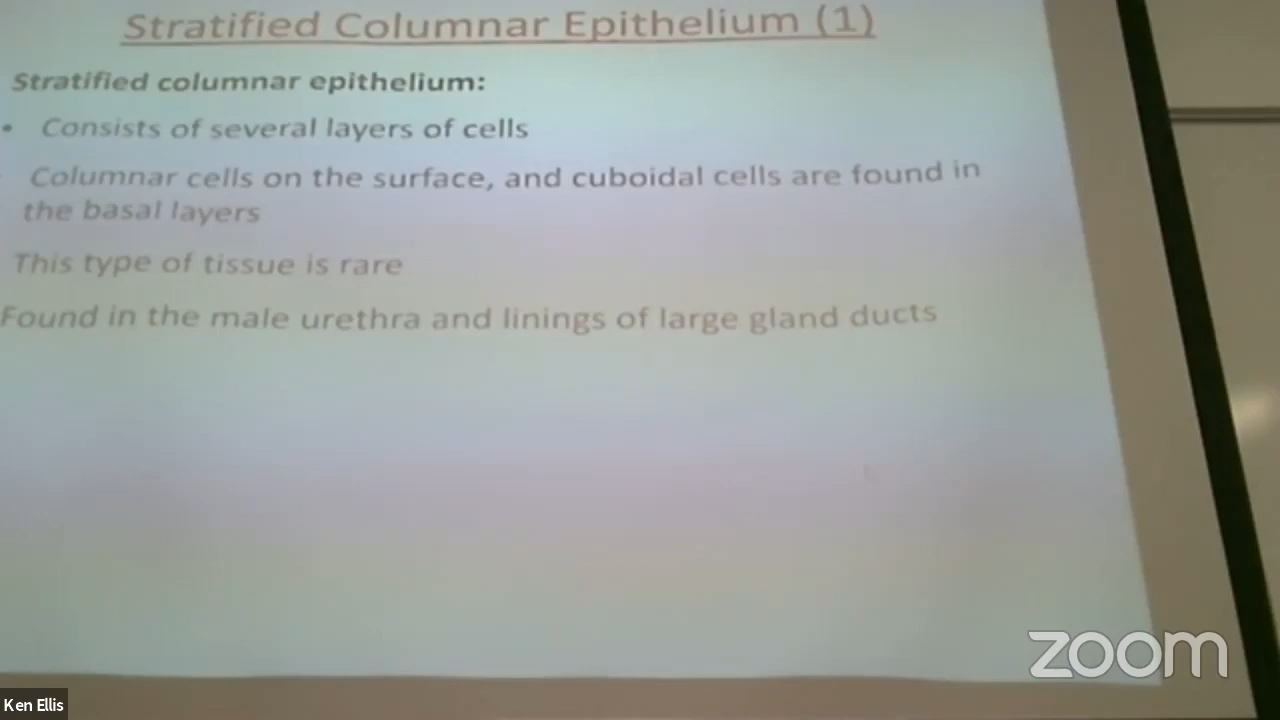 Stratified Columnar Epithelium (1)
Stratified columnar epithelium:
• Consists of several layers of cells
Columnar cells on the surface, and cuboidal cells are found in
the basal layers
This type of tissue is rare
Found in the male urethra and linings of large gland ducts
zoom
Ken Ellis